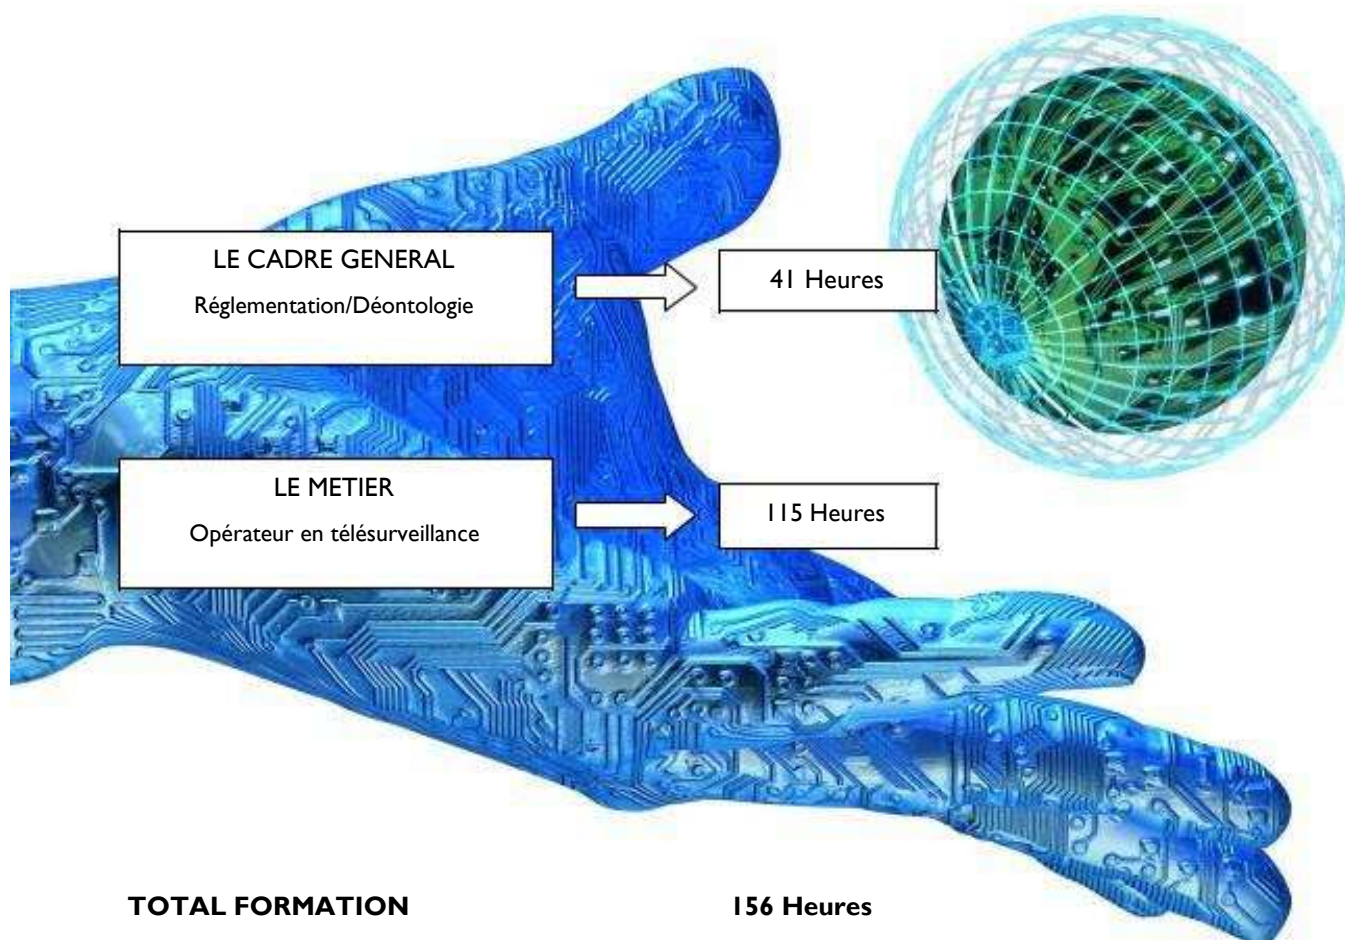 LE CADRE GENERAL
Réglementation/Déontologie
41 Heures
LE METIER
Opérateur en télésurveillance
115 Heures
TOTAL FORMATION 156 Heures